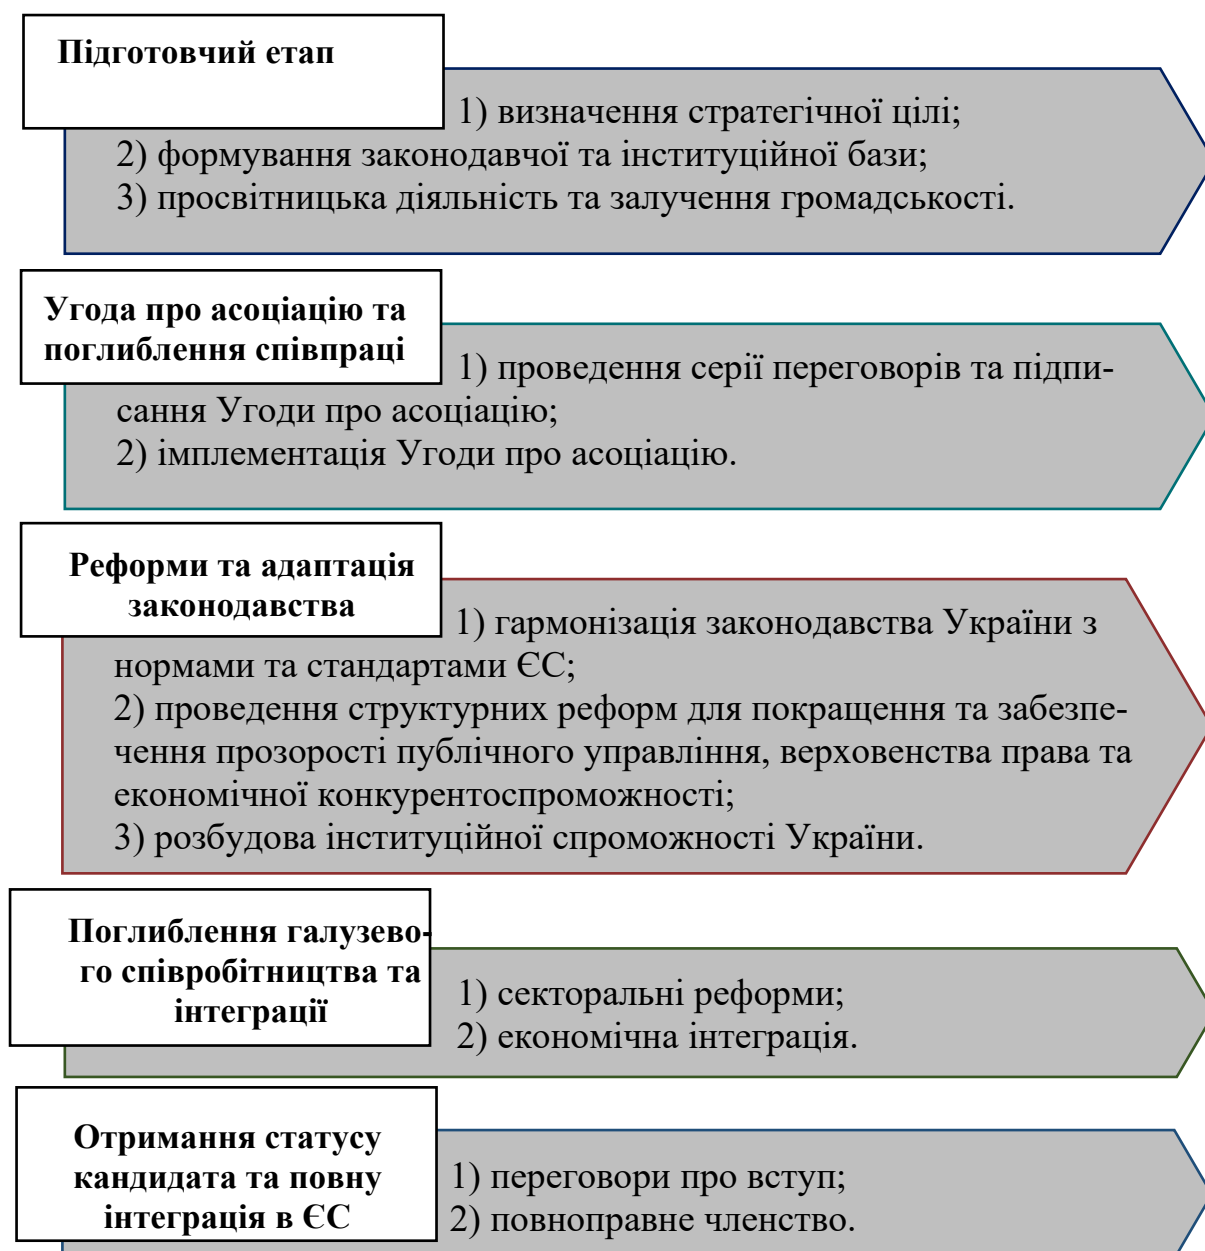 Підготовчий етап
1) визначення стратегічної цілі;
2) формування законодавчої та інституційної бази;
3) просвітницька діяльність та залучення громадськості.
Угода про асоціацію та
поглиблення співпраці
1) проведення серії переговорів та підпи-
сання Угоди про асоціацію;
2) імплементація Угоди про асоціацію.
Реформи та адаптація
законодавства
1) гармонізація законодавства України з
нормами та стандартами ЄС;
2) проведення структурних реформ для покращення та забезпе-
чення прозорості публічного управління, верховенства права та
економічної конкурентоспроможності;
3) розбудова інституційної спроможності України.
Поглиблення галузево-
го співробітництва та
інтеграції
1) секторальні реформи;
2) економічна інтеграція.
Отримання статусу
кандидата та повну
інтеграція в ЄС
1) переговори про вступ;
2) повноправне членство.